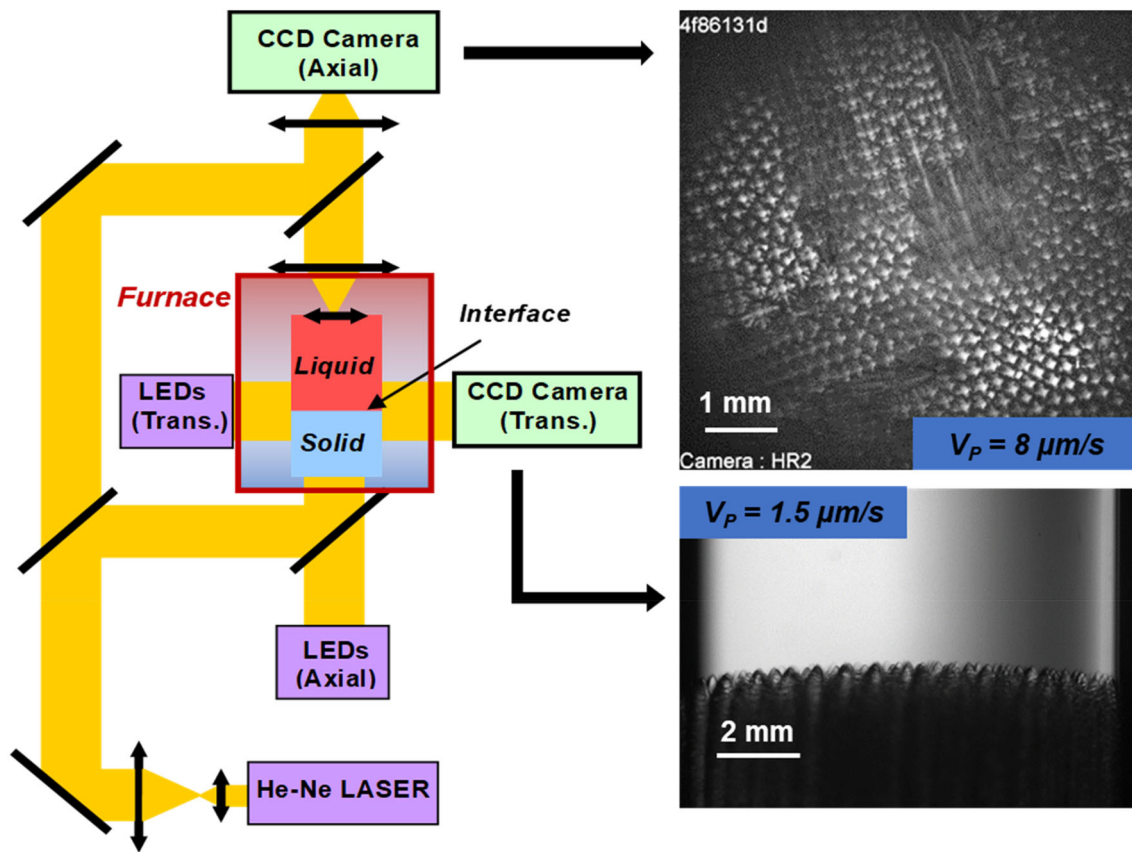 CCD Camera
(Axial)
4f86131d
Furnace
Interface
Liquid
LEDs
(Trans.)
CCD Camera
(Trans.)
Solid
1 mm
Camera : HR2
V_P = 8 µm/s
V_P = 1.5 µm/s
2 mm
LEDs
(Axial)
He-Ne LASER